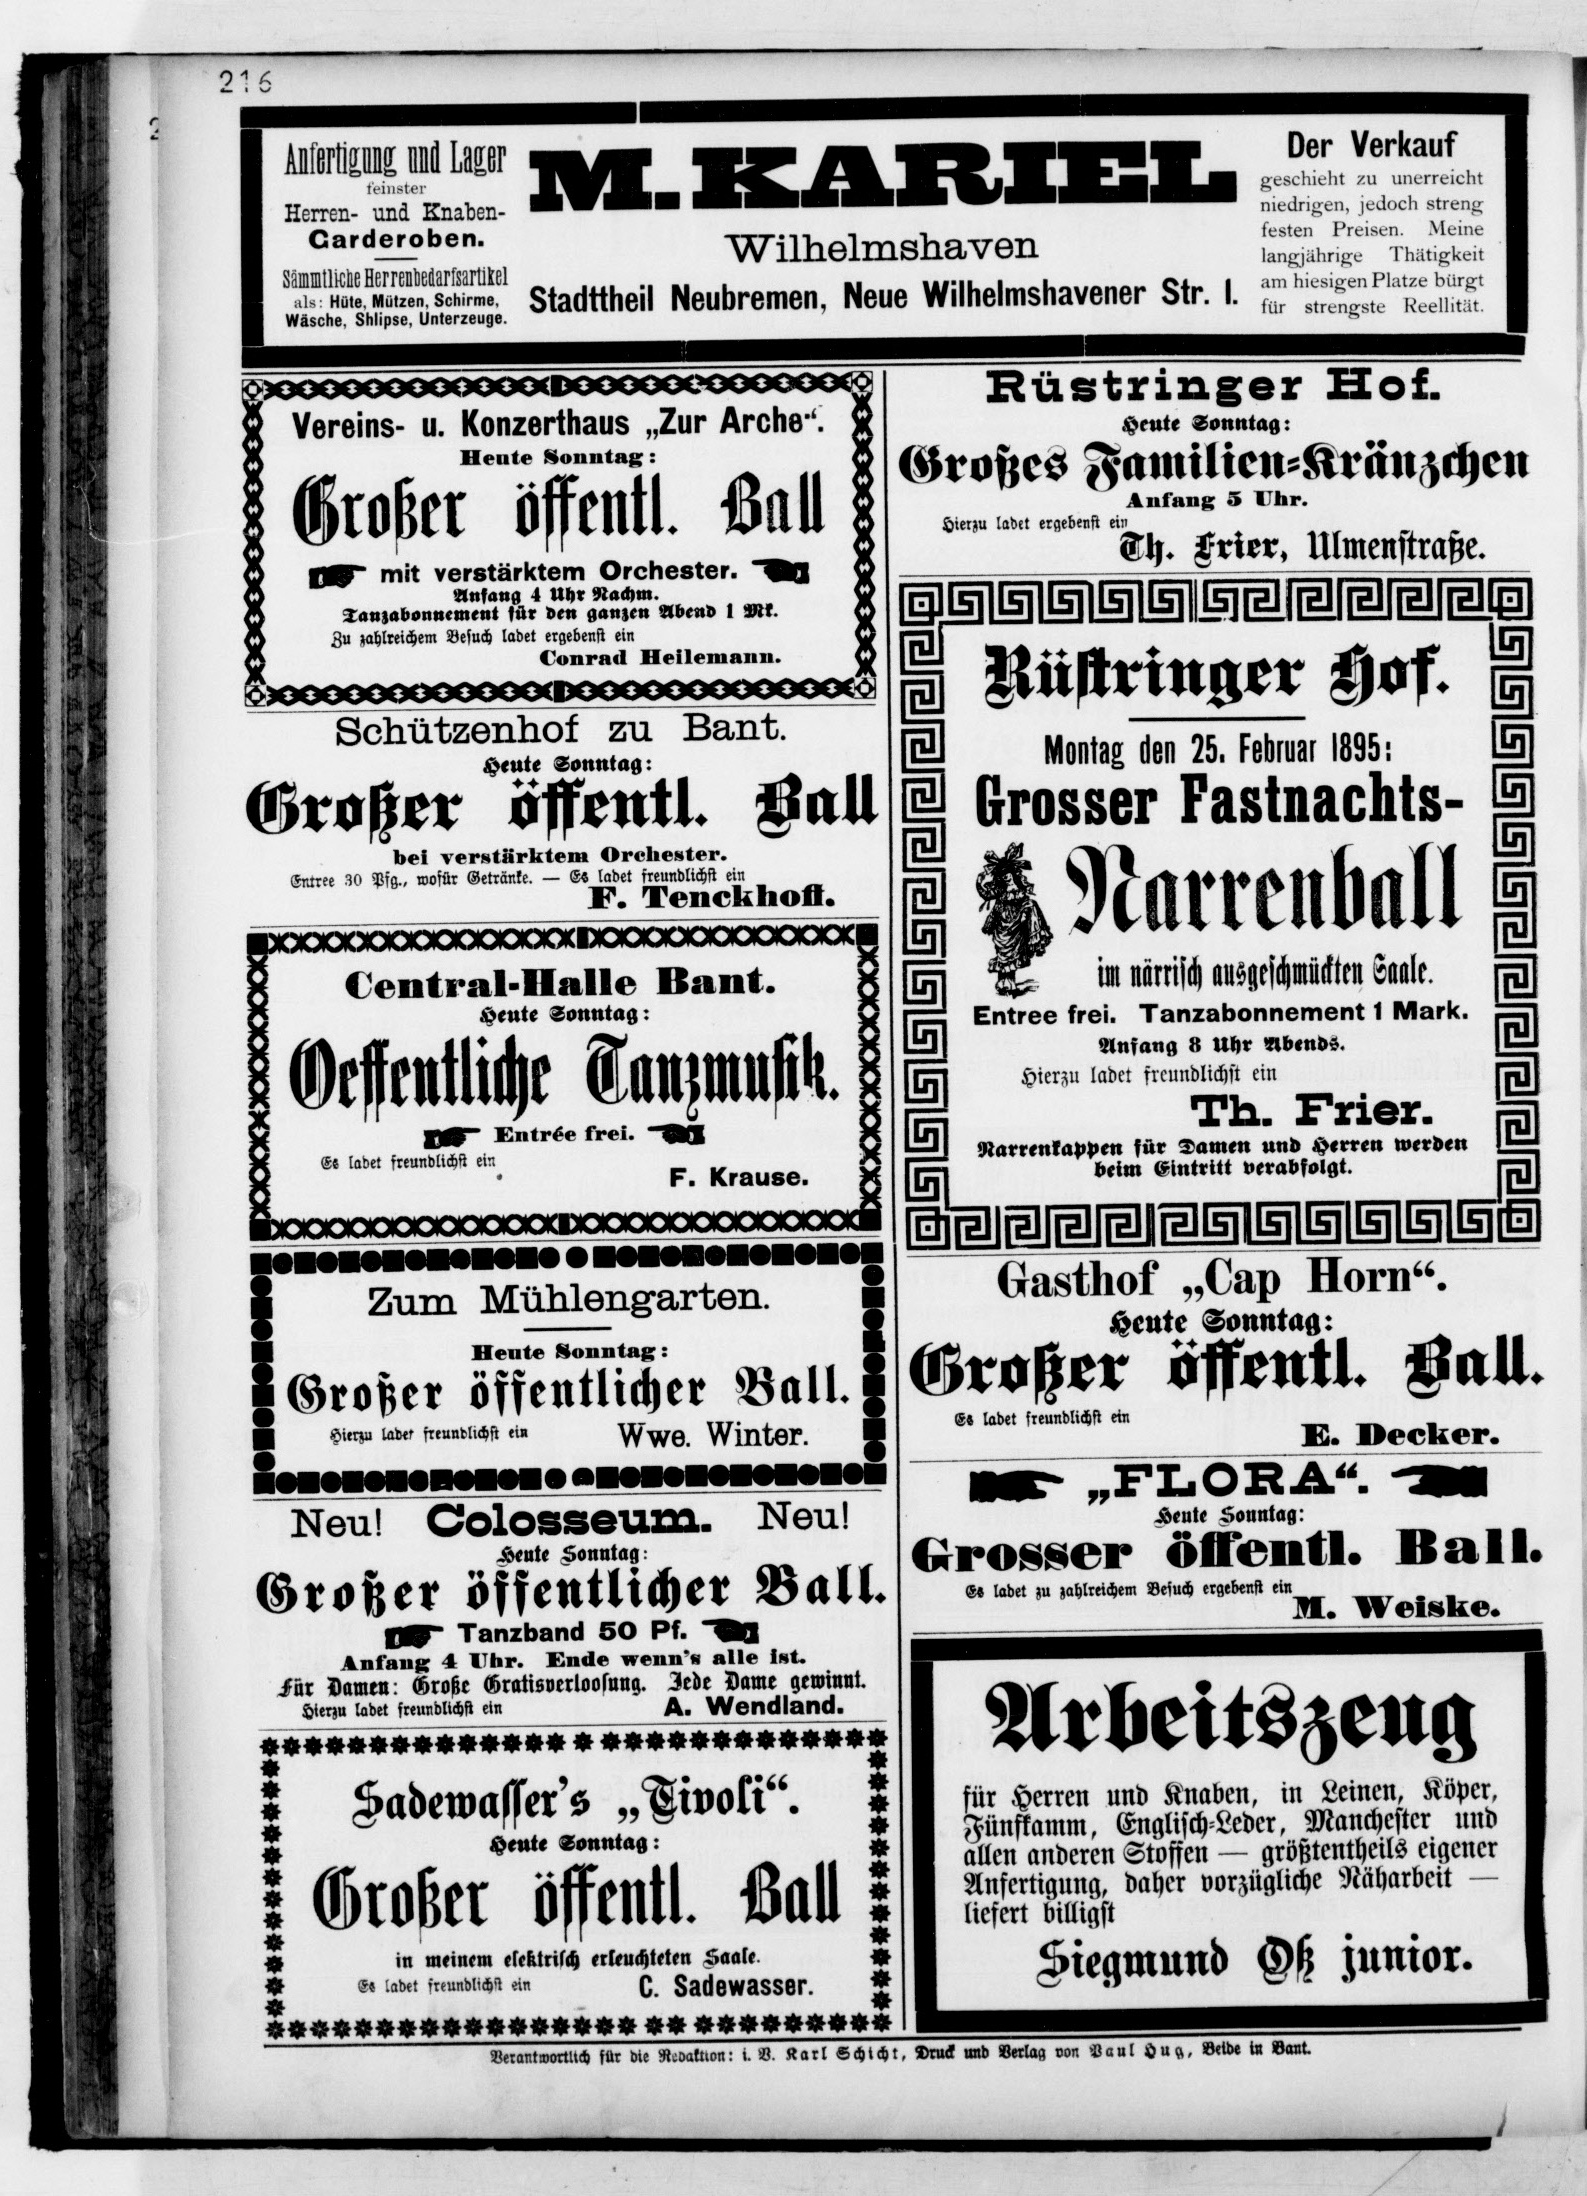 216
Anfertigung und Lager
feinster
Herren- und Knaben-
Garderoben.
Sämmtliche Herrenbedarfsartikel
als: Hüte, Mützen, Schirme,
Wäsche, Shlipse, Unterzeuge.
M. KARIEL
Wilhelmshaven
Stadttheil Neubremen, Neue Wilhelmshavener Str. 1.
Der Verkauf
geschieht zu unerreicht
niedrigen, jedoch streng
festen Preisen. Meine
langjährige Thätigkeit
am hiesigen Platze bürgt
für strengste Reellität.
Vereins- u. Konzerthaus „Zur Arche“.
Heute Sonntag:
Großer öffentl. Ball
mit verstärktem Orchester.
Anfang 4 Uhr Nachm.
Tanzabonnement für den ganzen Abend 1 Mk.
Zu zahlreichem Besuch ladet ergebenst ein
Conrad Heilemann.
Schützenhof zu Bant.
Heute Sonntag:
Großer öffentl. Ball
bei verstärktem Orchester.
Entree 30 Pfg., wofür Getränke. — Es ladet freundlichst ein
F. Tenckhoff.
Central-Halle Bant.
Heute Sonntag:
Oeffentliche Tanzmusik.
Entrée frei.
Es ladet freundlichst ein
F. Krause.
Zum Mühlengarten.
Heute Sonntag:
Großer öffentlicher Ball.
Hierzu ladet freundlichst ein Wwe. Winter.
Neu! Colosseum. Neu!
Heute Sonntag:
Großer öffentlicher Ball.
Tanzband 50 Pf.
Anfang 4 Uhr. Ende wenn's alle ist.
Für Damen: Große Gratisverloosung. Jede Dame gewinnt.
Hierzu ladet freundlichst ein A. Wendland.
Sadewasser's „Tivoli“.
Heute Sonntag:
Großer öffentl. Ball
in meinem elektrisch erleuchteten Saale.
Es ladet freundlichst ein C. Sadewasser.
Rüstringer Hof.
Heute Sonntag:
Großes Familien-Kränzchen
Anfang 5 Uhr.
Hierzu ladet ergebenst ein
Th. Frier, Ulmenstraße.
Rüstringer Hof.
Montag den 25. Februar 1895:
Grosser Fastnachts-
Narrenball
im närrisch ausgeschmückten Saale.
Entree frei. Tanzabonnement 1 Mark.
Anfang 8 Uhr Abends.
Hierzu ladet freundlichst ein
Th. Frier.
Narrenkappen für Damen und Herren werden
beim Eintritt verabfolgt.
Gasthof „Cap Horn“.
Heute Sonntag:
Großer öffentl. Ball.
Es ladet freundlichst ein
E. Decker.
„FLORA“.
Heute Sonntag:
Grosser öffentl. Ball.
Es ladet zu zahlreichem Besuch ergebenst ein
M. Weiske.
Arbeitszeug
für Herren und Knaben, in Leinen, Köper,
Fünfkamm, Englisch-Leder, Manchester und
allen anderen Stoffen — größtentheils eigener
Anfertigung, daher vorzügliche Näharbeit —
liefert billigst
Siegmund Oß junior.
Verantwortlich für die Redaktion: i. V. Karl Schicht, Druck und Verlag von Paul Hug, Beide in Bant.